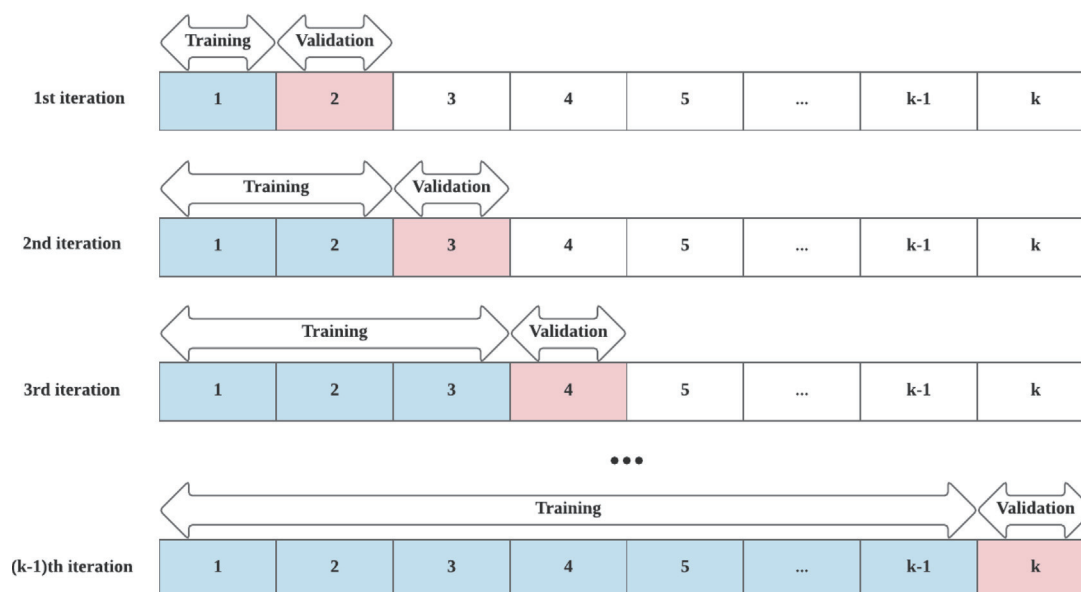 Training Validation
1st iteration 1 2 3 4 5 ... k-1 k
Training Validation
2nd iteration 1 2 3 4 5 ... k-1 k
Training Validation
3rd iteration 1 2 3 4 5 ... k-1 k
...
Training Validation
(k-1)th iteration 1 2 3 4 5 ... k-1 k